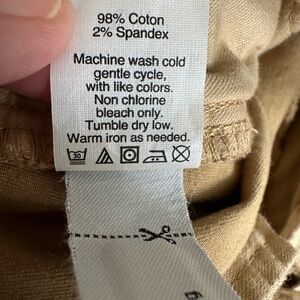 98% Coton
2% Spandex
Machine wash cold
gentle cycle,
with like colors.
Non chlorine
bleach only.
Tumble dry low.
Warm iron as needed.
30